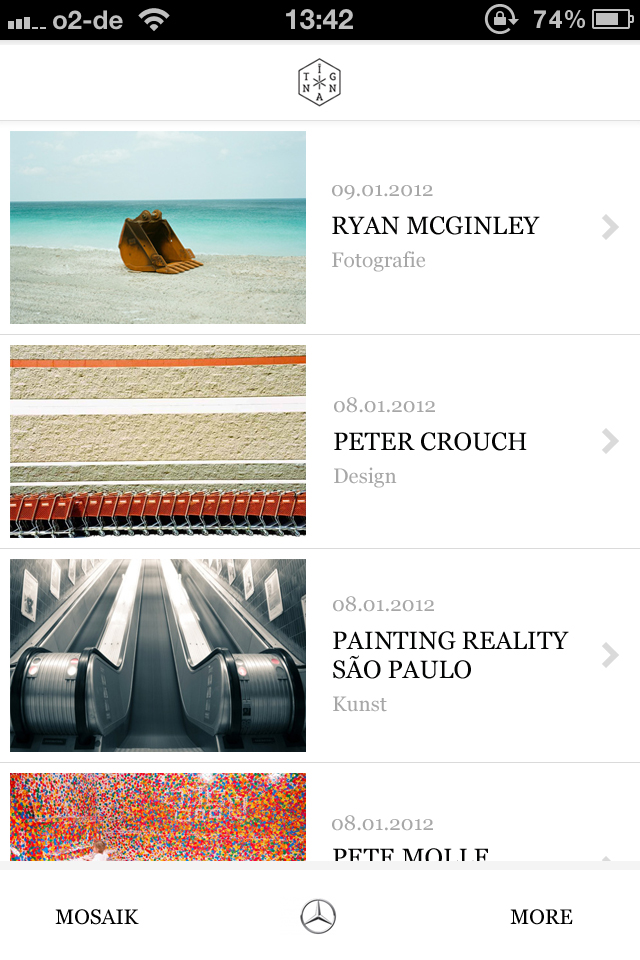 o2-de 13:42 74%
IGNANT
09.01.2012
RYAN MCGINLEY
Fotografie
08.01.2012
PETER CROUCH
Design
08.01.2012
PAINTING REALITY
SÃO PAULO
Kunst
08.01.2012
PETE MOLLE
MOSAIK MORE